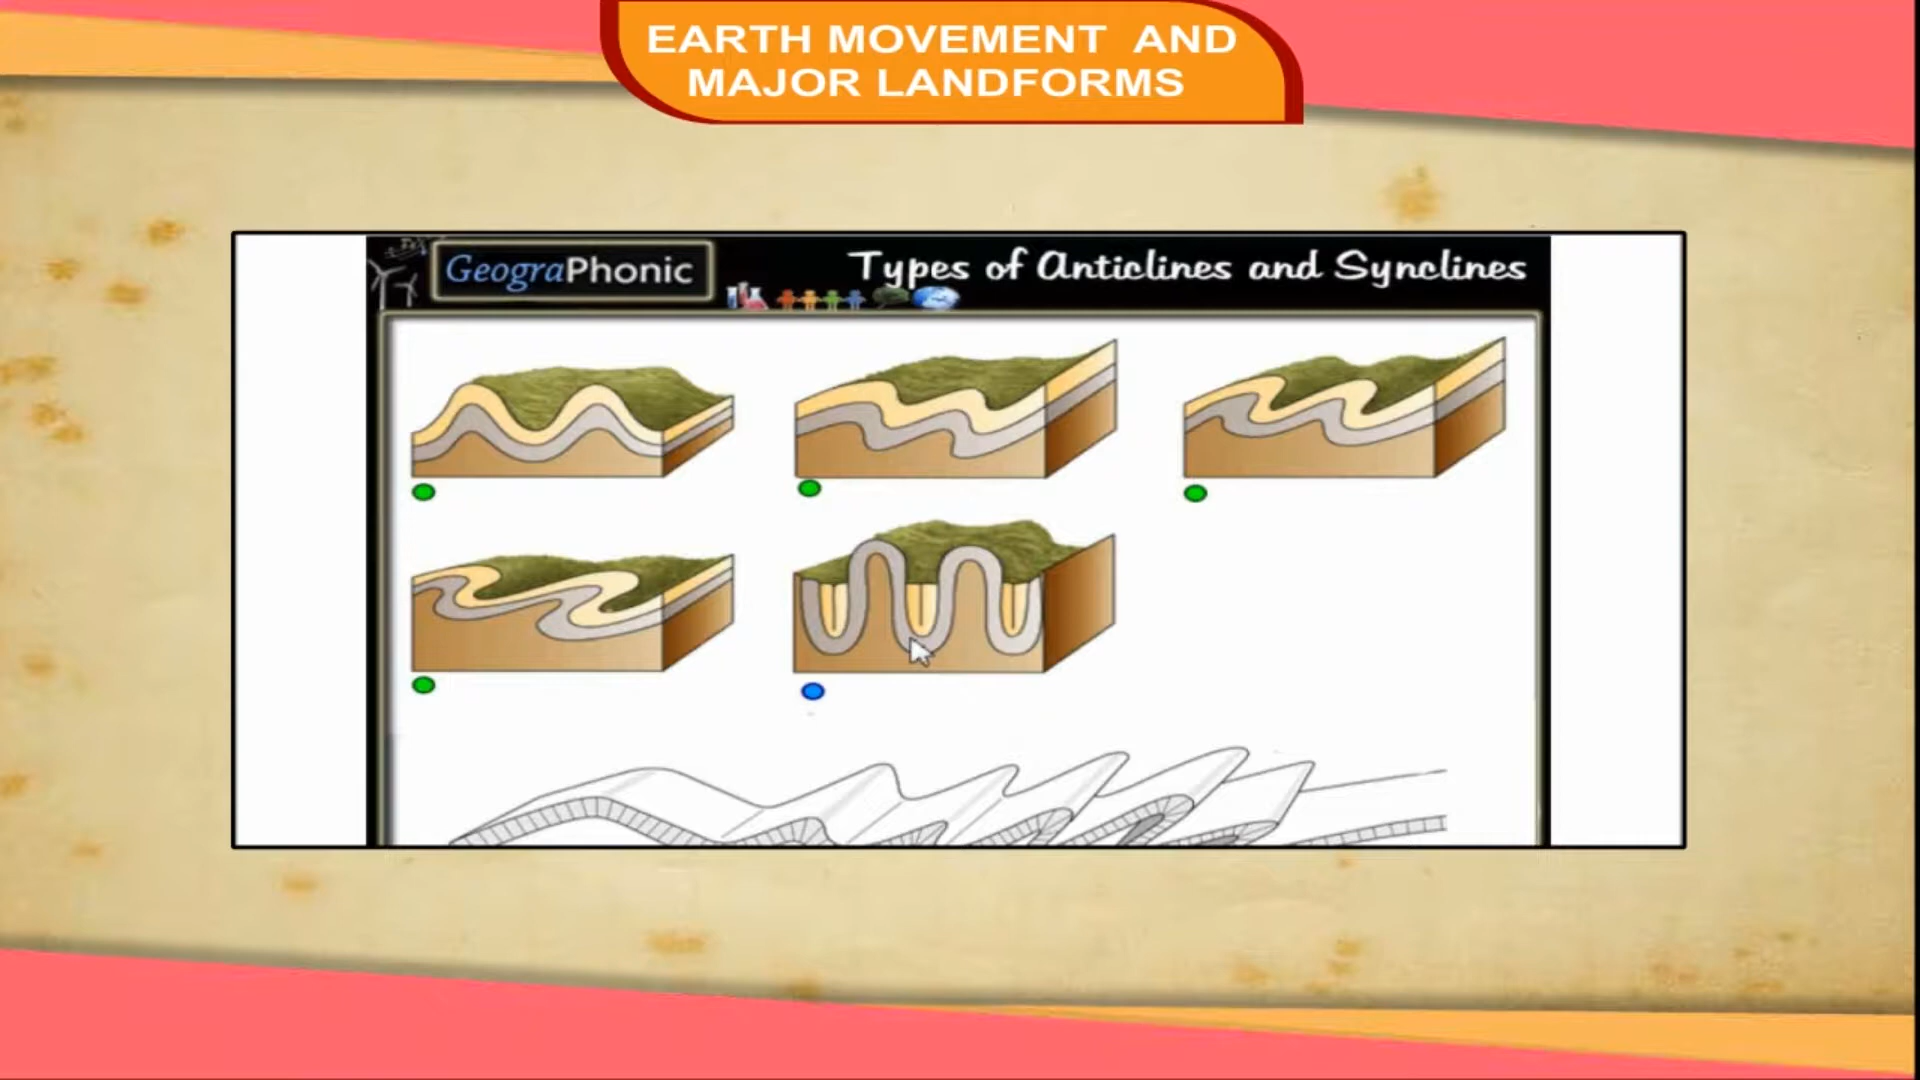 EARTH MOVEMENT AND
MAJOR LANDFORMS
GeograPhonic
Types of Anticlines and Synclines